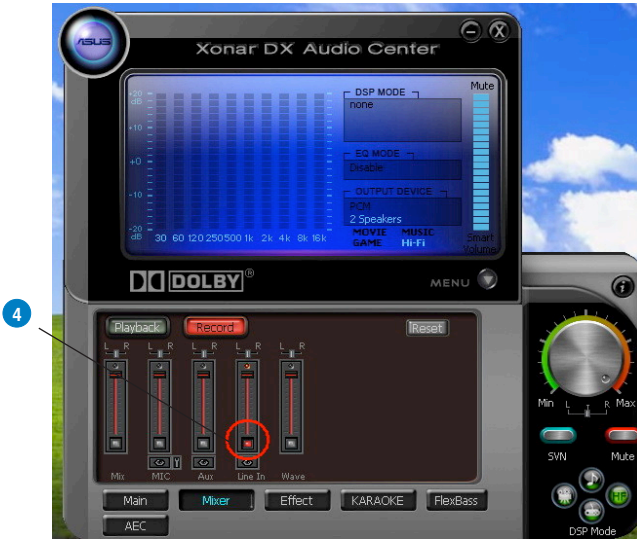 ASUS
Xonar DX Audio Center
Mute
+20
dB
+10
+0
-10
-20
dB
30 60 120 250 500 1k 2k 4k 8k 16k
DSP MODE
none
EQ MODE
Disable
OUTPUT DEVICE
PCM
2 Speakers
MOVIE MUSIC
GAME Hi-Fi
Smart
Volume
DOLBY®
MENU
4
Playback Record Reset
L R L R L R L R L R
Mix MIC Aux Line In Wave
Main Mixer Effect KARAOKE FlexBass
AEC
i
Min L R Max
SVN Mute
HF
DSP Mode